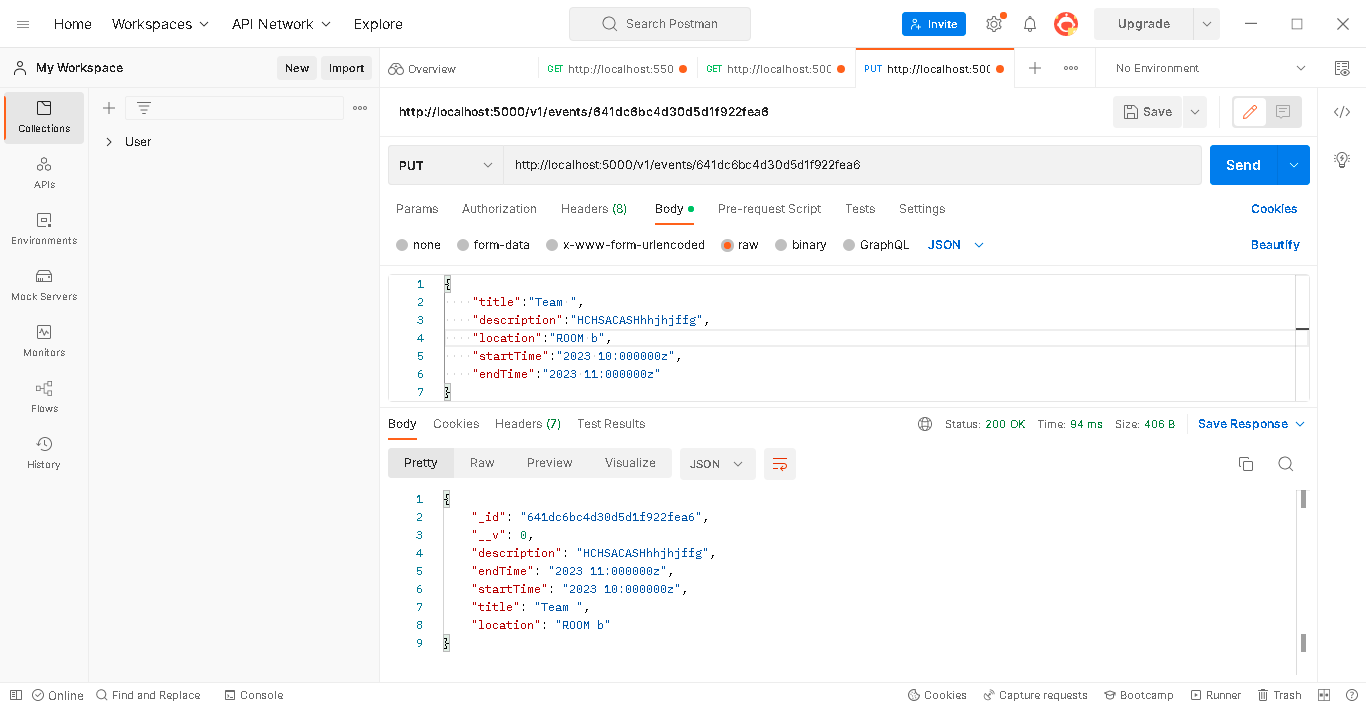 Home Workspaces API Network Explore Search Postman Invite Upgrade
My Workspace New Import Overview GET http://localhost:550 GET http://localhost:500 PUT http://localhost:500 No Environment
http://localhost:5000/v1/events/641dc6bc4d30d5d1f922fea6 Save
Collections
User
APIs
Environments
Mock Servers
Monitors
Flows
History
PUT http://localhost:5000/v1/events/641dc6bc4d30d5d1f922fea6 Send
Params Authorization Headers (8) Body Pre-request Script Tests Settings Cookies
none form-data x-www-form-urlencoded raw binary GraphQL JSON Beautify
1 {
2 "title":"Team ",
3 "description":"HCHSACASHhhjhjffg",
4 "location":"ROOM b",
5 "startTime":"2023 10:000000z",
6 "endTime":"2023 11:000000z"
7 }
Body Cookies Headers (7) Test Results Status: 200 OK Time: 94 ms Size: 406 B Save Response
Pretty Raw Preview Visualize JSON
1 {
2 "_id": "641dc6bc4d30d5d1f922fea6",
3 "__v": 0,
4 "description": "HCHSACASHhhjhjffg",
5 "endTime": "2023 11:000000z",
6 "startTime": "2023 10:000000z",
7 "title": "Team ",
8 "location": "ROOM b"
9 }
Online Find and Replace Console Cookies Capture requests Bootcamp Runner Trash